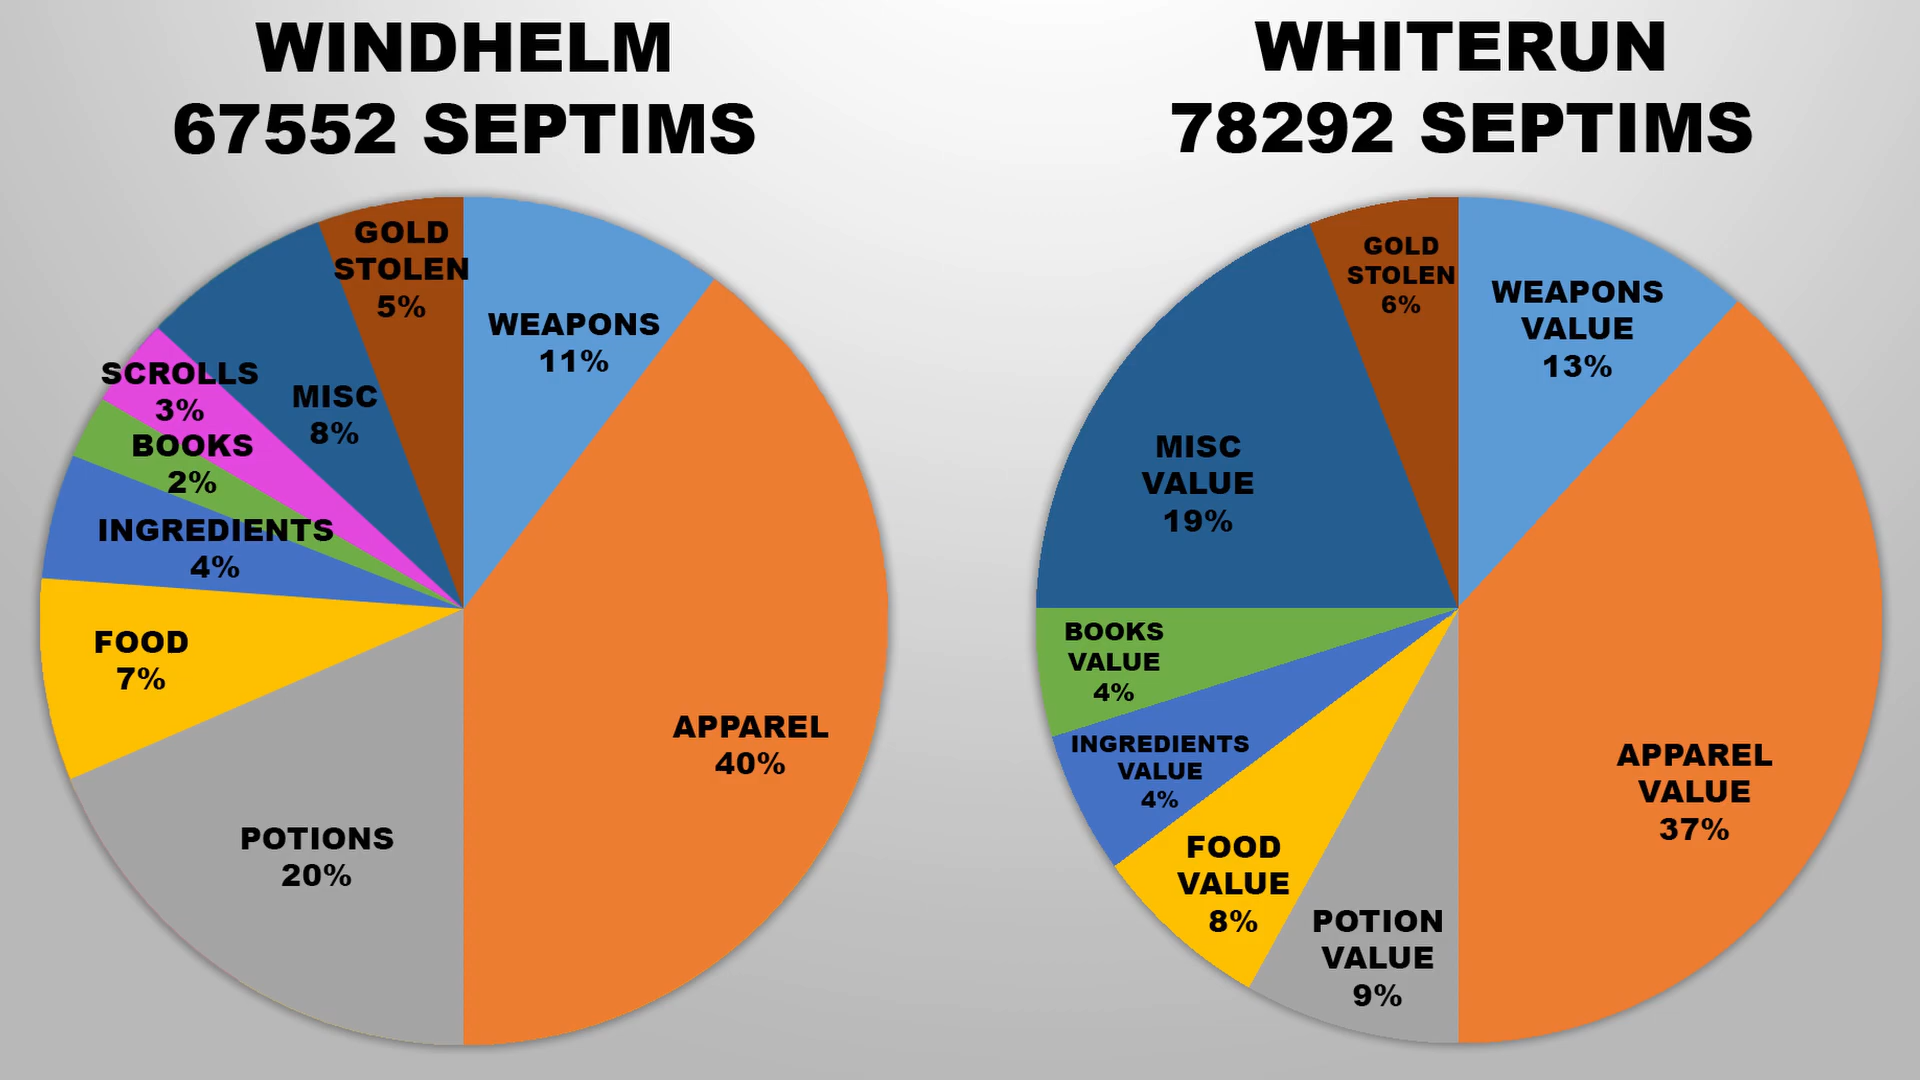 WINDHELM
67552 SEPTIMS
GOLD
STOLEN
5%
WEAPONS
11%
SCROLLS
3%
MISC
8%
BOOKS
2%
INGREDIENTS
4%
FOOD
7%
APPAREL
40%
POTIONS
20%
WHITERUN
78292 SEPTIMS
GOLD
STOLEN
6%
WEAPONS
VALUE
13%
MISC
VALUE
19%
BOOKS
VALUE
4%
INGREDIENTS
VALUE
4%
APPAREL
VALUE
37%
FOOD
VALUE
8%
POTION
VALUE
9%